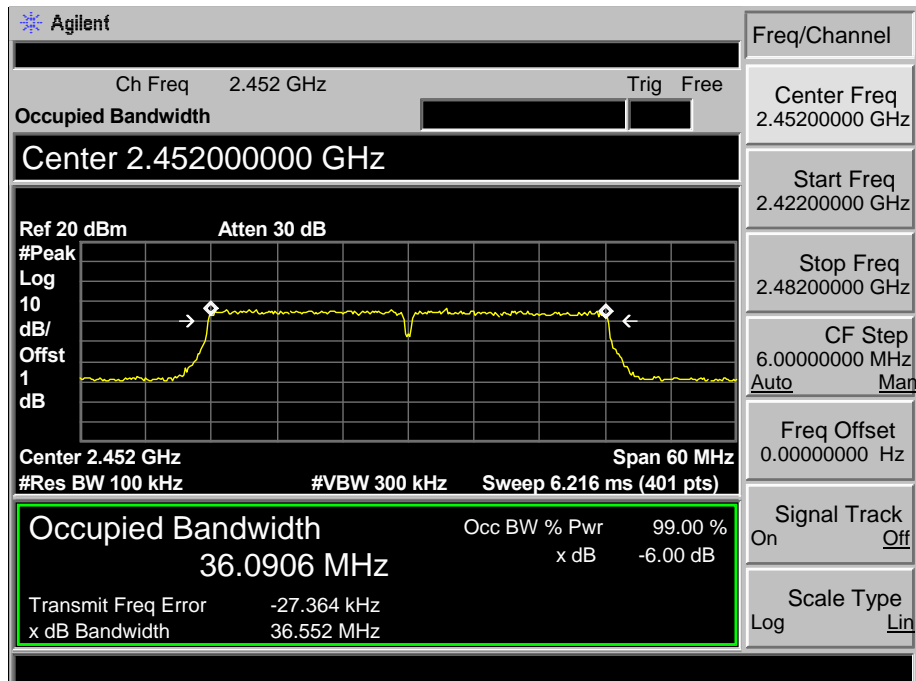 Agilent
Freq/Channel
Ch Freq 2.452 GHz Trig Free
Occupied Bandwidth
Center 2.452000000 GHz
Ref 20 dBm Atten 30 dB
#Peak
Log
10
dB/
Offst
1
dB
Center 2.452 GHz Span 60 MHz
#Res BW 100 kHz #VBW 300 kHz Sweep 6.216 ms (401 pts)
Occupied Bandwidth
36.0906 MHz
Occ BW % Pwr 99.00 %
x dB -6.00 dB
Transmit Freq Error -27.364 kHz
x dB Bandwidth 36.552 MHz
Center Freq
2.45200000 GHz
Start Freq
2.42200000 GHz
Stop Freq
2.48200000 GHz
CF Step
6.00000000 MHz
Auto Man
Freq Offset
0.00000000 Hz
Signal Track
On Off
Scale Type
Log Lin